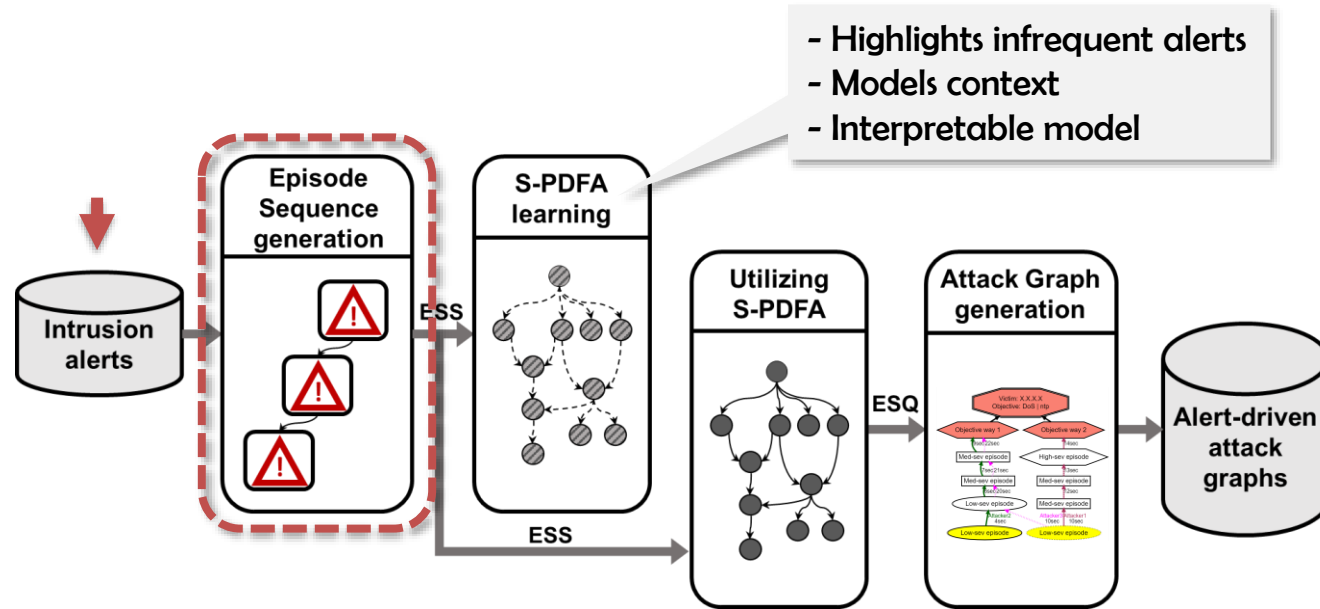 - Highlights infrequent alerts
- Models context
- Interpretable model
Episode
Sequence
generation
S-PDFA
learning
Utilizing
S-PDFA
Attack Graph
generation
Intrusion
alerts
ESS
ESS
ESQ
Victim: X.X.X.X
Objective: DoS | ntp
Objective way 1
Objective way 2
Med-sev episode
High-sev episode
Med-sev episode
Med-sev episode
Low-sev episode
Med-sev episode
Low-sev episode
Low-sev episode
Alert-driven
attack
graphs